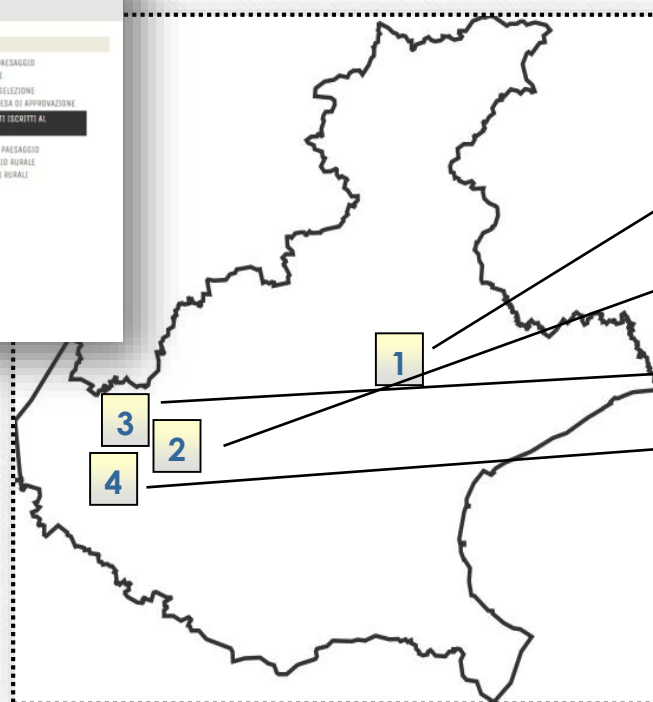 PAESAGGIO
SELEZIONE
ESA DI APPROVAZIONE
TI ISCRITTI AL
PAESAGGIO
IO RURALE
I RURALI
1
3
2
4